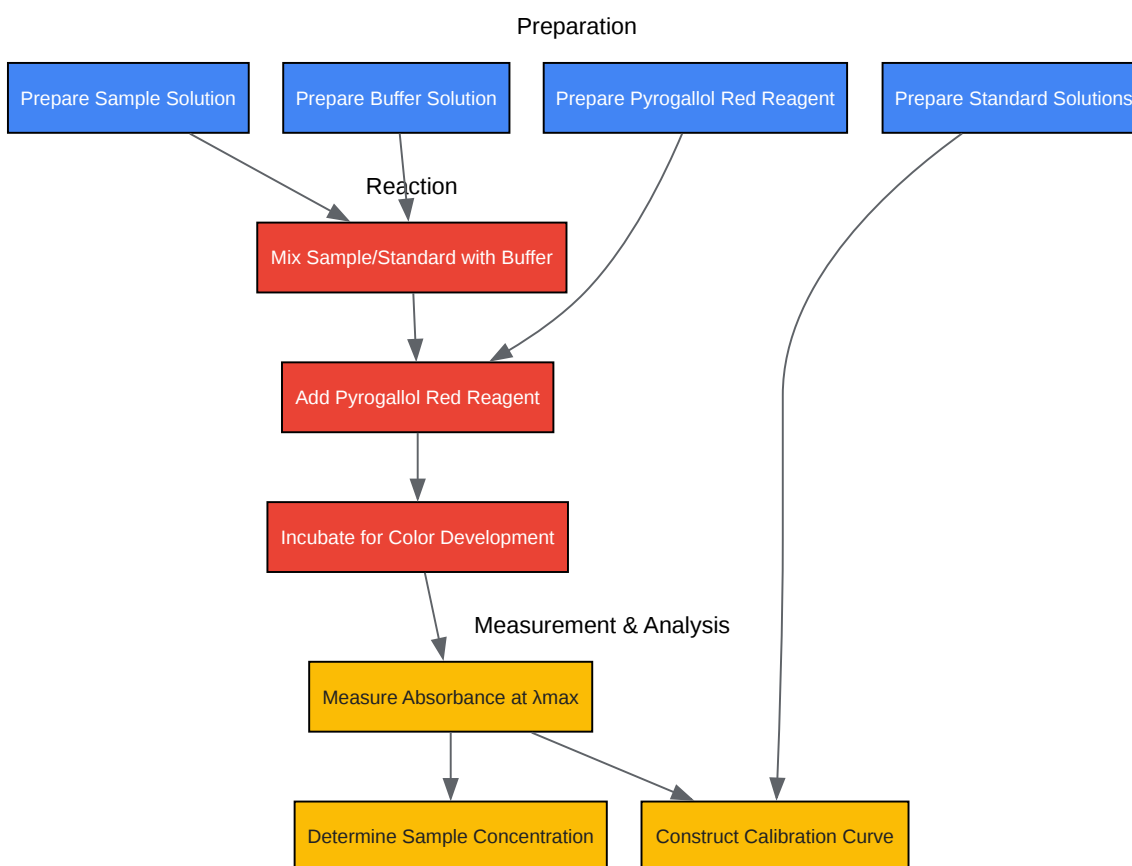 Preparation
Prepare Sample Solution
Prepare Buffer Solution
Prepare Pyrogallol Red Reagent
Prepare Standard Solutions
Reaction
Mix Sample/Standard with Buffer
Add Pyrogallol Red Reagent
Incubate for Color Development
Measurement & Analysis
Measure Absorbance at λmax
Determine Sample Concentration
Construct Calibration Curve